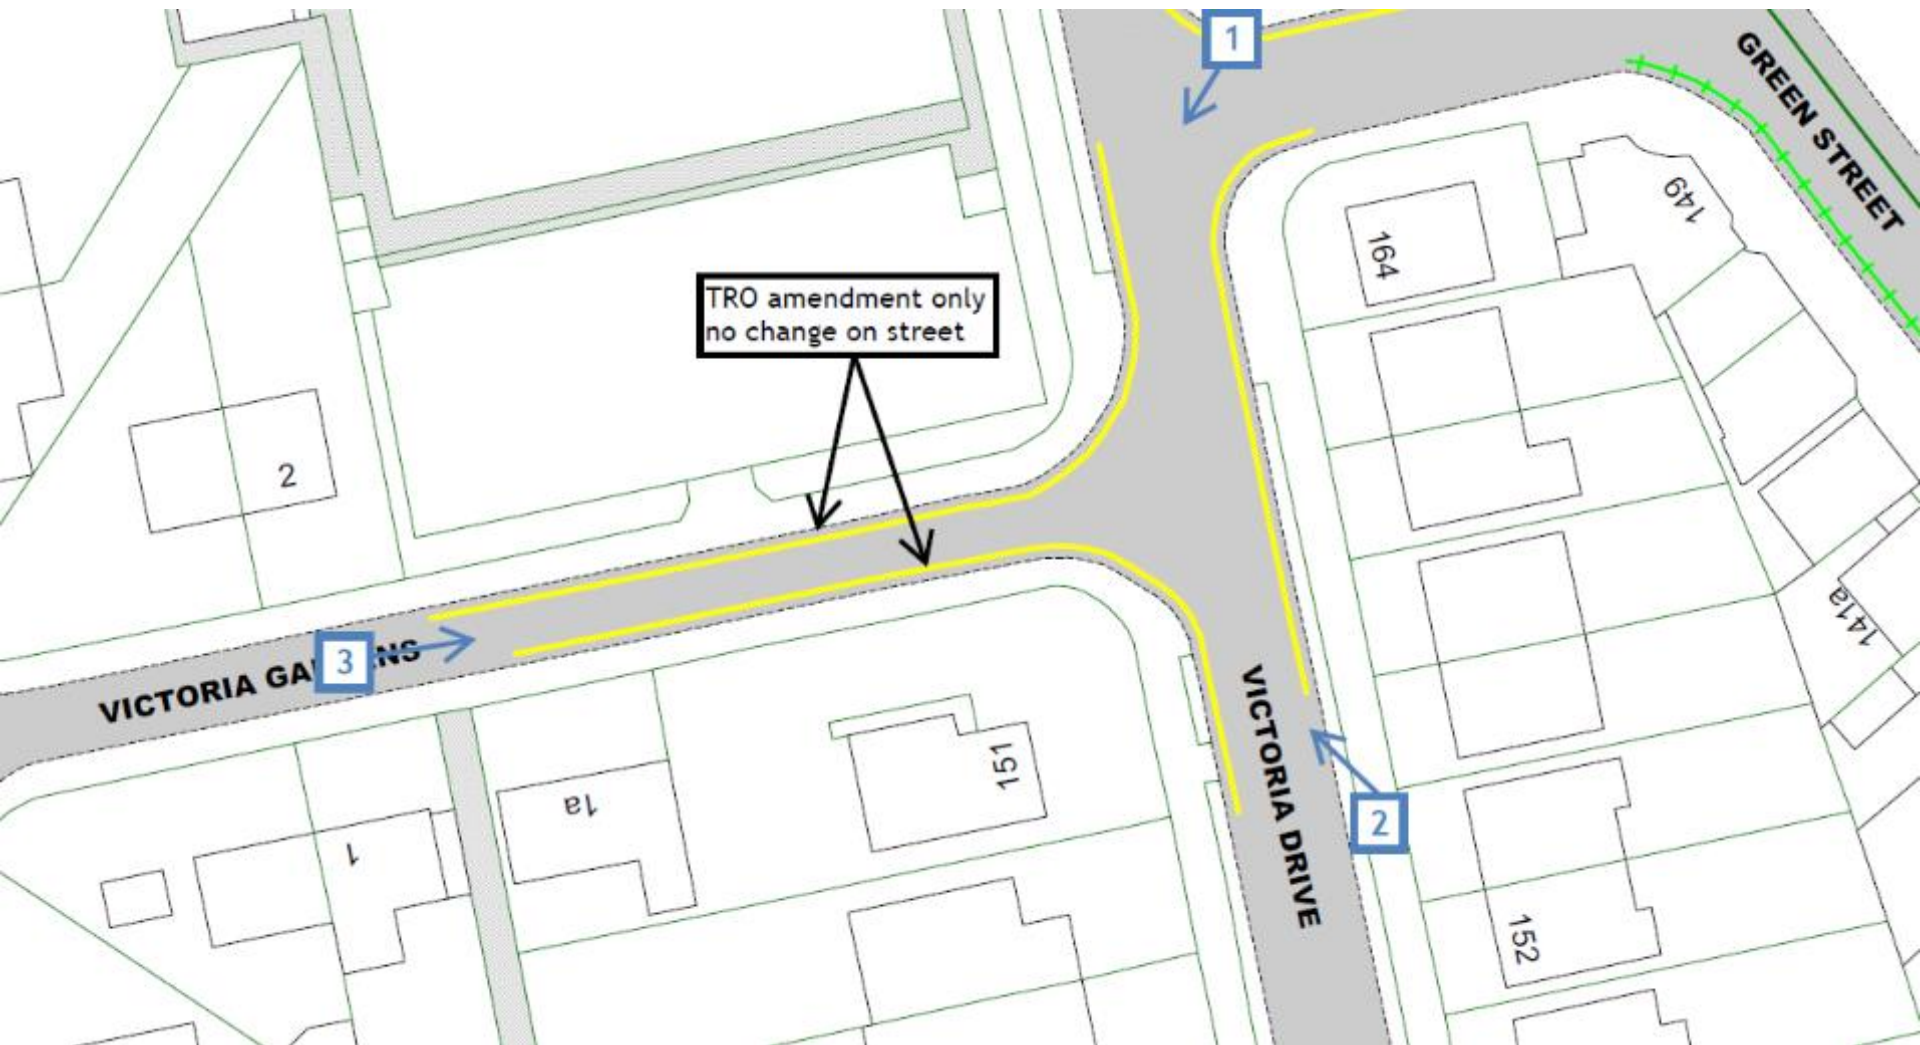 1
GREEN STREET
149
164
TRO amendment only
no change on street
2
VICTORIA GA
NS
3
151
1a
1
VICTORIA DRIVE
2
141a
152